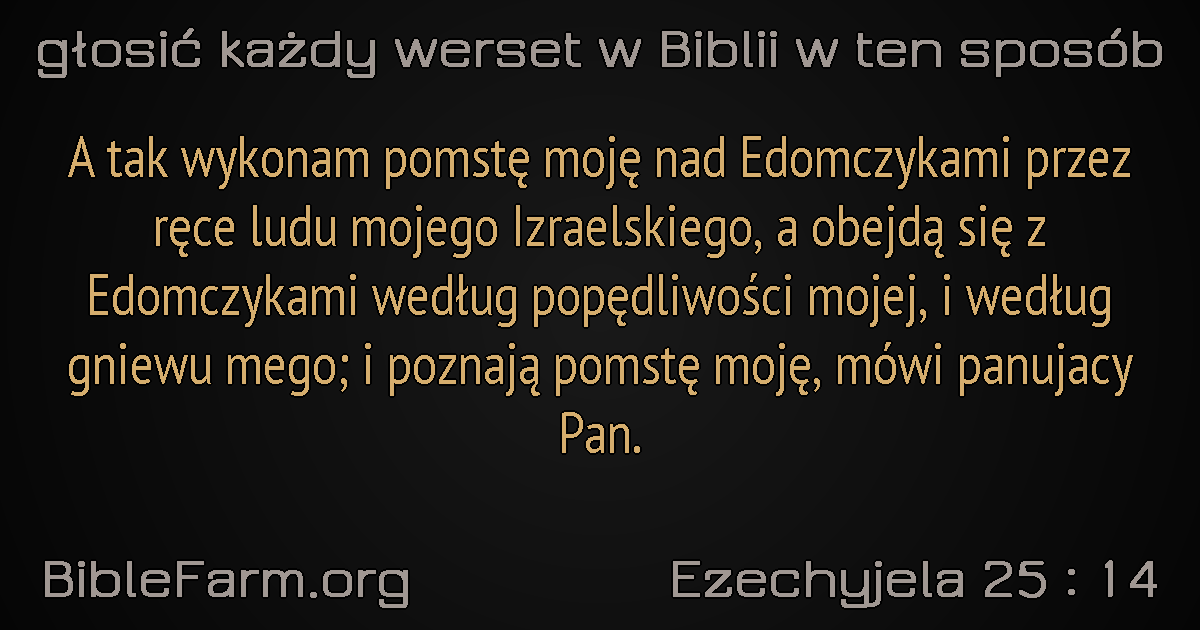 głosić każdy werset w Biblii w ten sposób
A tak wykonam pomstę moję nad Edomczykami przez
ręce ludu mojego Izraelskiego, a obejdą się z
Edomczykami według popędliwości mojej, i według
gniewu mego; i poznają pomstę moję, mówi panujacy
Pan.
BibleFarm.org
Ezechyjela 25 : 14